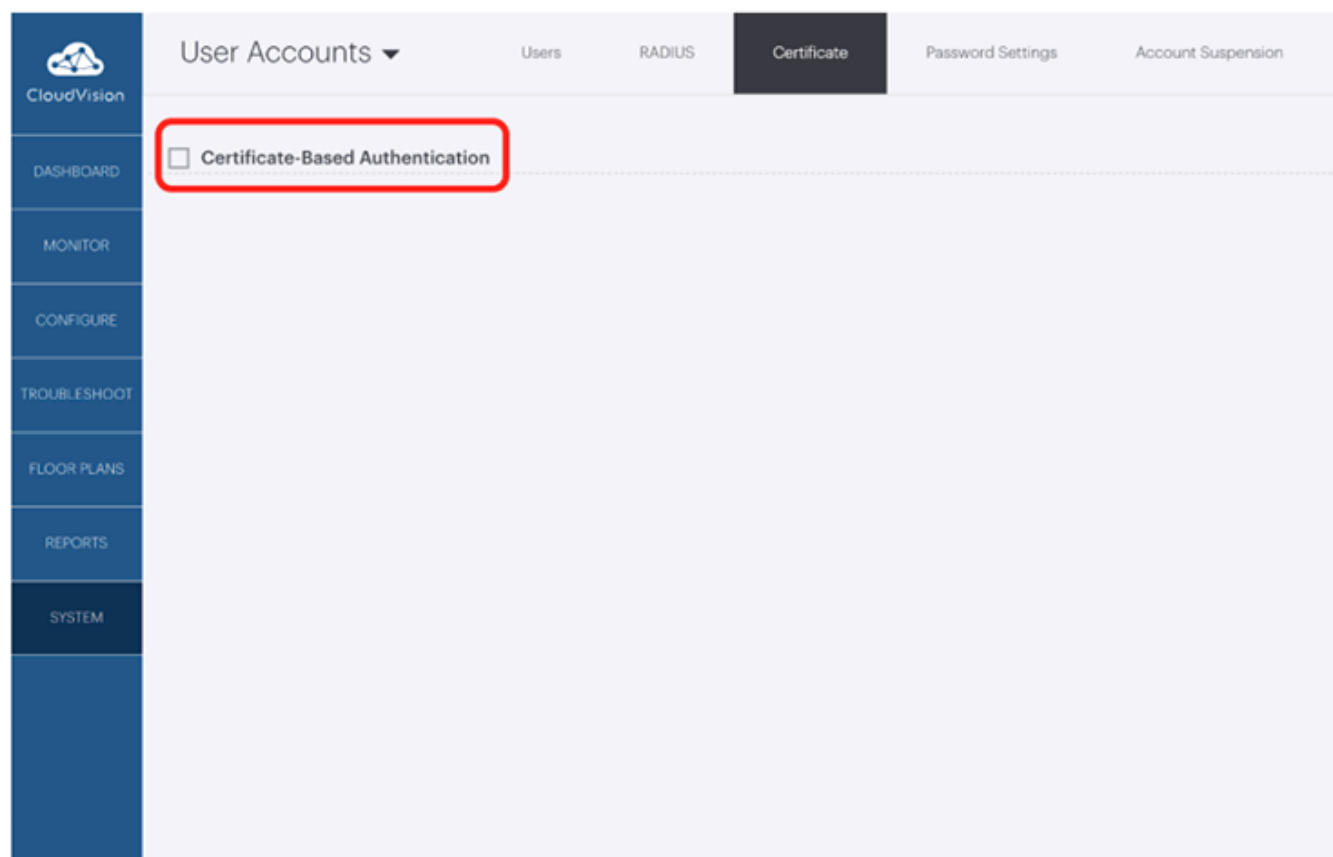 CloudVision
DASHBOARD
MONITOR
CONFIGURE
TROUBLESHOOT
FLOOR PLANS
REPORTS
SYSTEM
User Accounts
Users
RADIUS
Certificate
Password Settings
Account Suspension
Certificate-Based Authentication